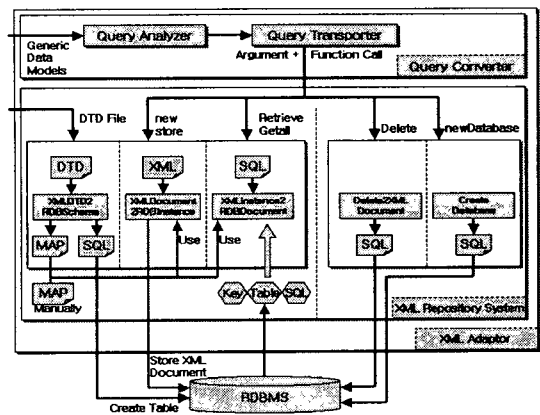 Query Analyzer
Query Transporter
Generic
Data
Models
Argument +
Function Call
Query Converter
DTD File
new
store
Retrieve
Getall
Delete
newDatabase
DTD
XML
SQL
XMLDTD2
RDBScheme
XMLDocument
2RDBInstance
XMLInstance2
RDBDocument
Delete2XML
Document
Create
Database
MAP
SQL
Use
Use
SQL
SQL
MAP
Manually
Key
Table
SQL
XML Repository System
XML Adaptor
Store XML
Document
Create Table
RDBMS